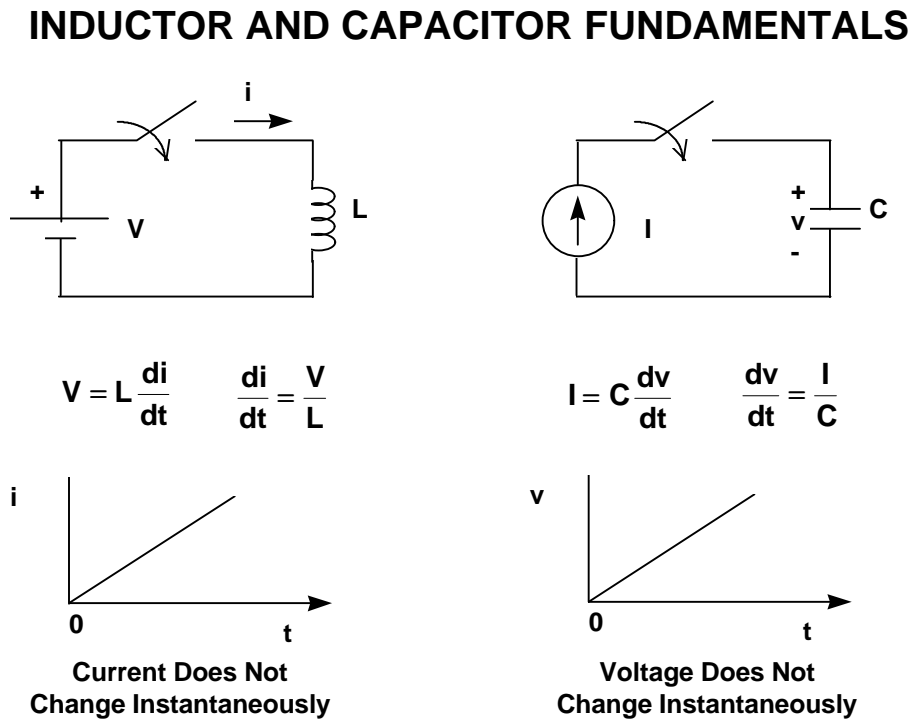 INDUCTOR AND CAPACITOR FUNDAMENTALS
i
+
V
L
I
+
v
-
C
V = L di/dt
di/dt = V/L
I = C dv/dt
dv/dt = I/C
i
0
t
Current Does Not
Change Instantaneously
v
0
t
Voltage Does Not
Change Instantaneously